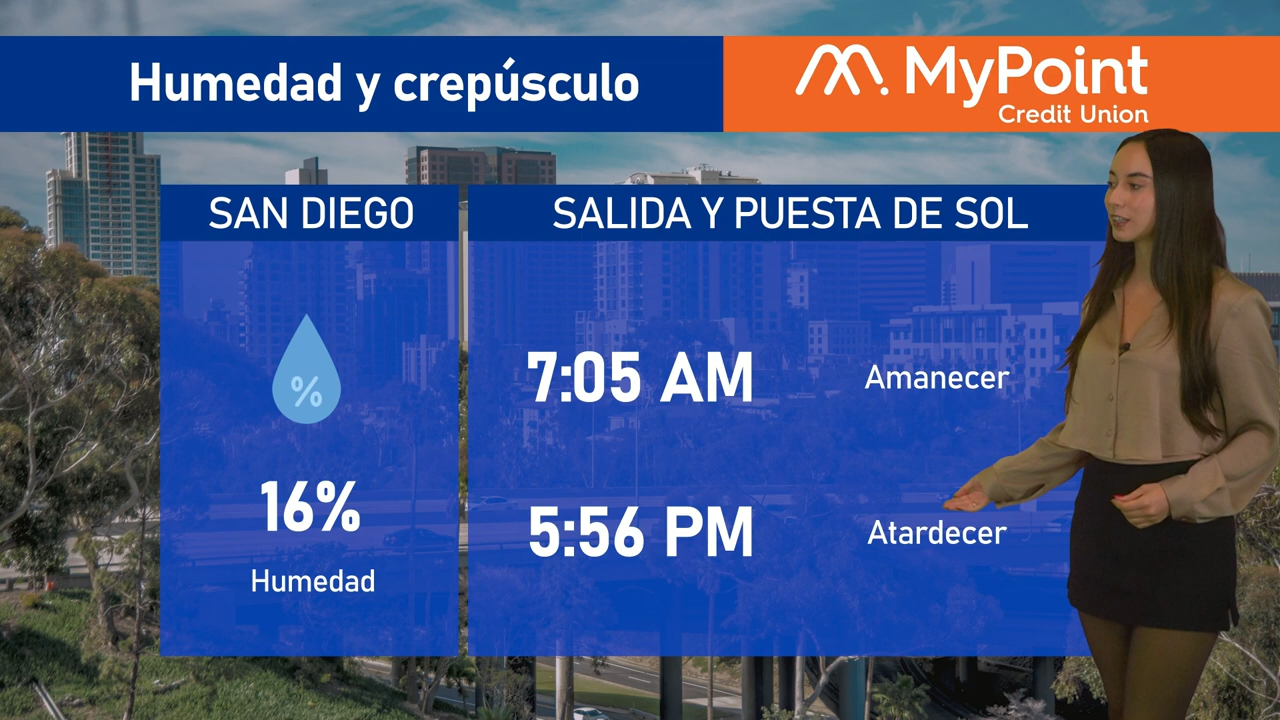 Humedad y crepúsculo
MyPoint
Credit Union
SAN DIEGO
%
16%
Humedad
SALIDA Y PUESTA DE SOL
7:05 AM
Amanecer
5:56 PM
Atardecer